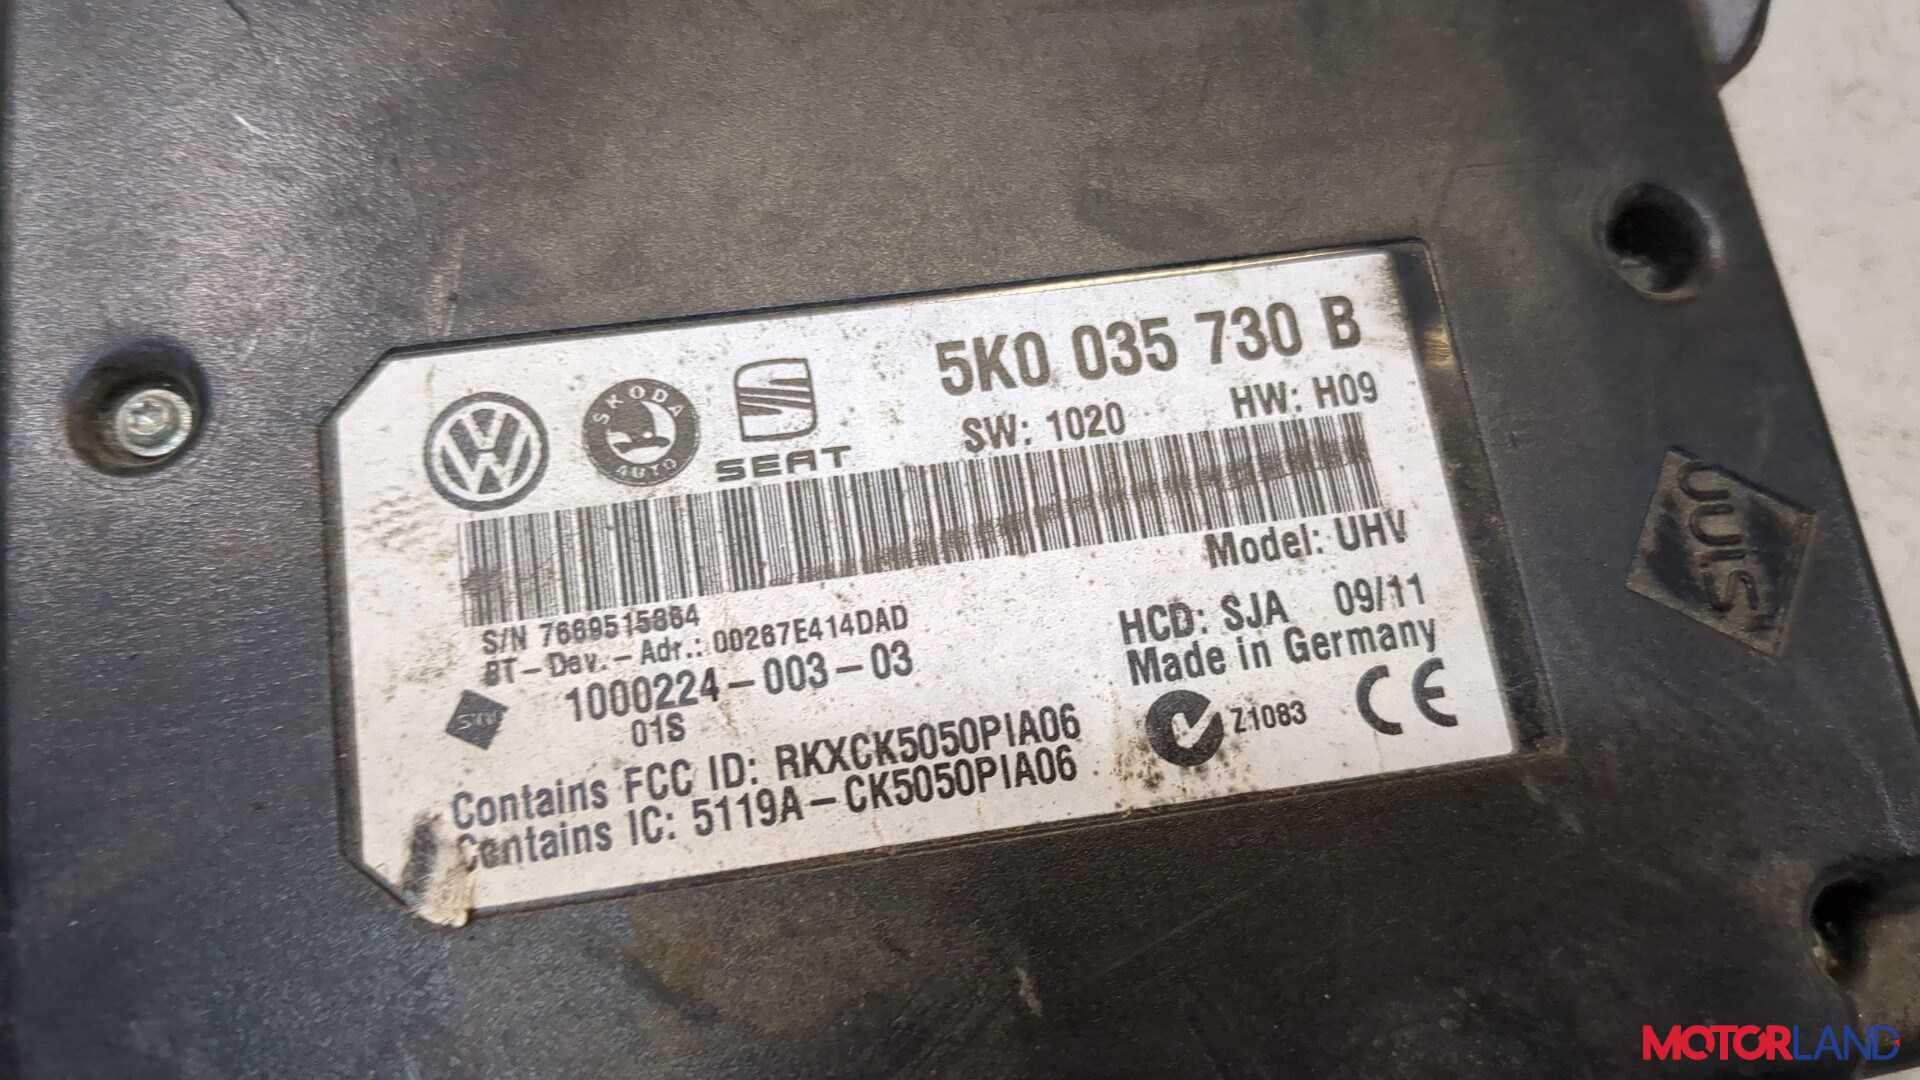 5K0 035 730 B
SKODA
AUTO
SEAT
SW: 1020 HW: H09
Model: UHV
S/N 7669515864
BT-Dev.-Adr.: 00267E414DAD
HCD: SJA 09/11
1000224-003-03
Made in Germany
01S
Z1083 CE
Contains FCC ID: RKXCK5050PIA06
Contains IC: 5119A-CK5050PIA06
MOTORLAND